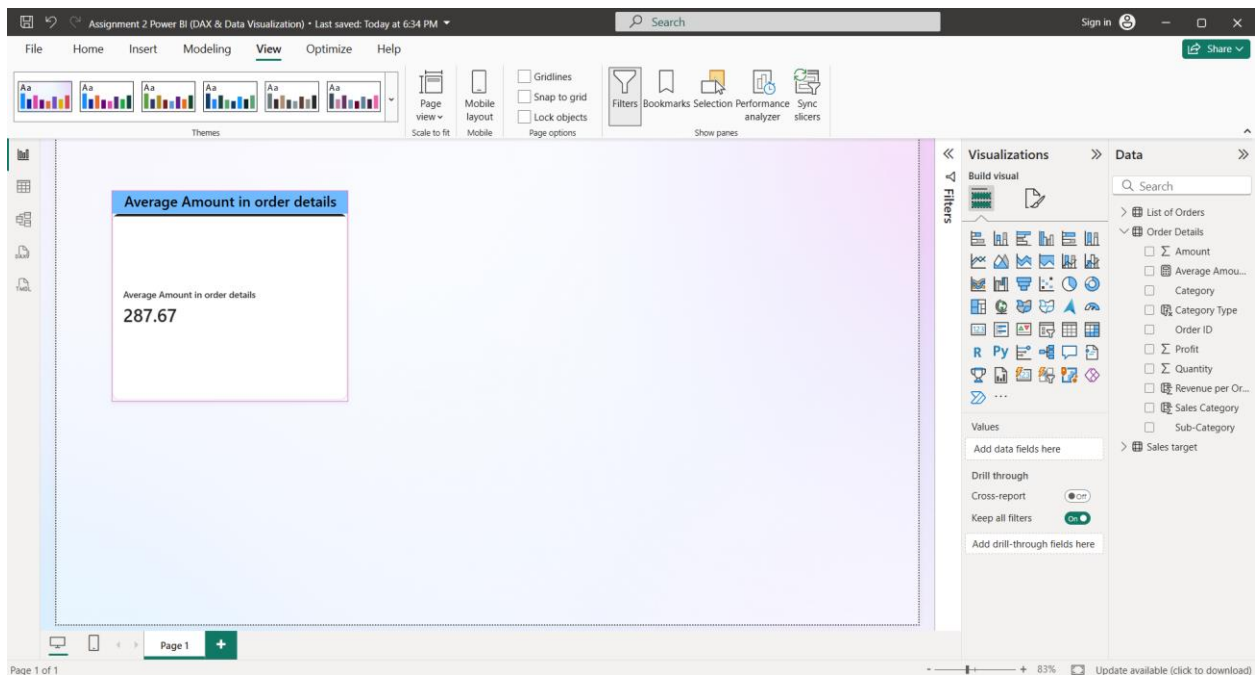 Assignment 2 Power BI (DAX & Data Visualization) • Last saved: Today at 6:34 PM
Search
Sign in
File Home Insert Modeling View Optimize Help
Share
Aa Aa Aa Aa Aa Aa
Page view
Mobile layout
Gridlines
Snap to grid
Lock objects
Filters Bookmarks Selection Performance analyzer Sync slicers
Themes Scale to fit Mobile Page options Show panes
Average Amount in order details
Average Amount in order details
287.67
Filters
Visualizations
Build visual
R Py
...
Values
Add data fields here
Drill through
Cross-report Off
Keep all filters On
Add drill-through fields here
Data
Search
List of Orders
Order Details
Amount
Average Amou...
Category
Category Type
Order ID
Profit
Quantity
Revenue per Or...
Sales Category
Sub-Category
Sales target
Page 1
Page 1 of 1
- + 83% Update available (click to download)